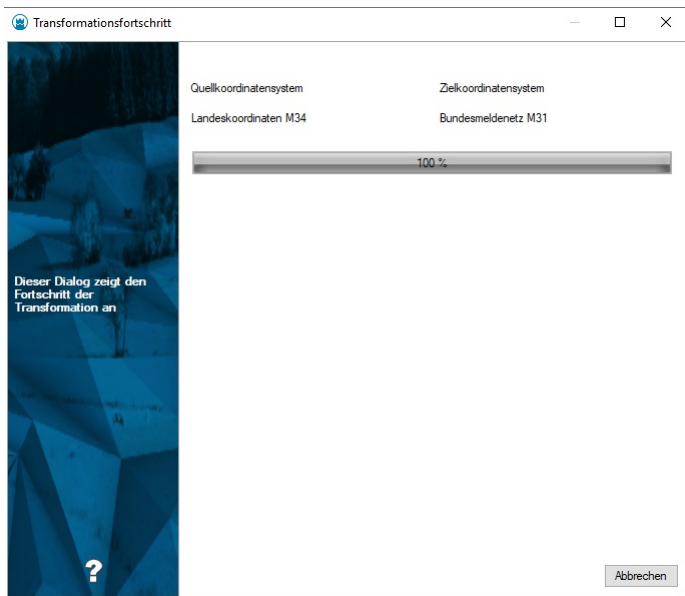 Transformationsfortschritt
Quellkoordinatensystem
Zielkoordinatensystem
Landeskoordinaten M34
Bundesmeldenetz M31
100 %
Dieser Dialog zeigt den
Fortschritt der
Transformation an
?
Abbrechen